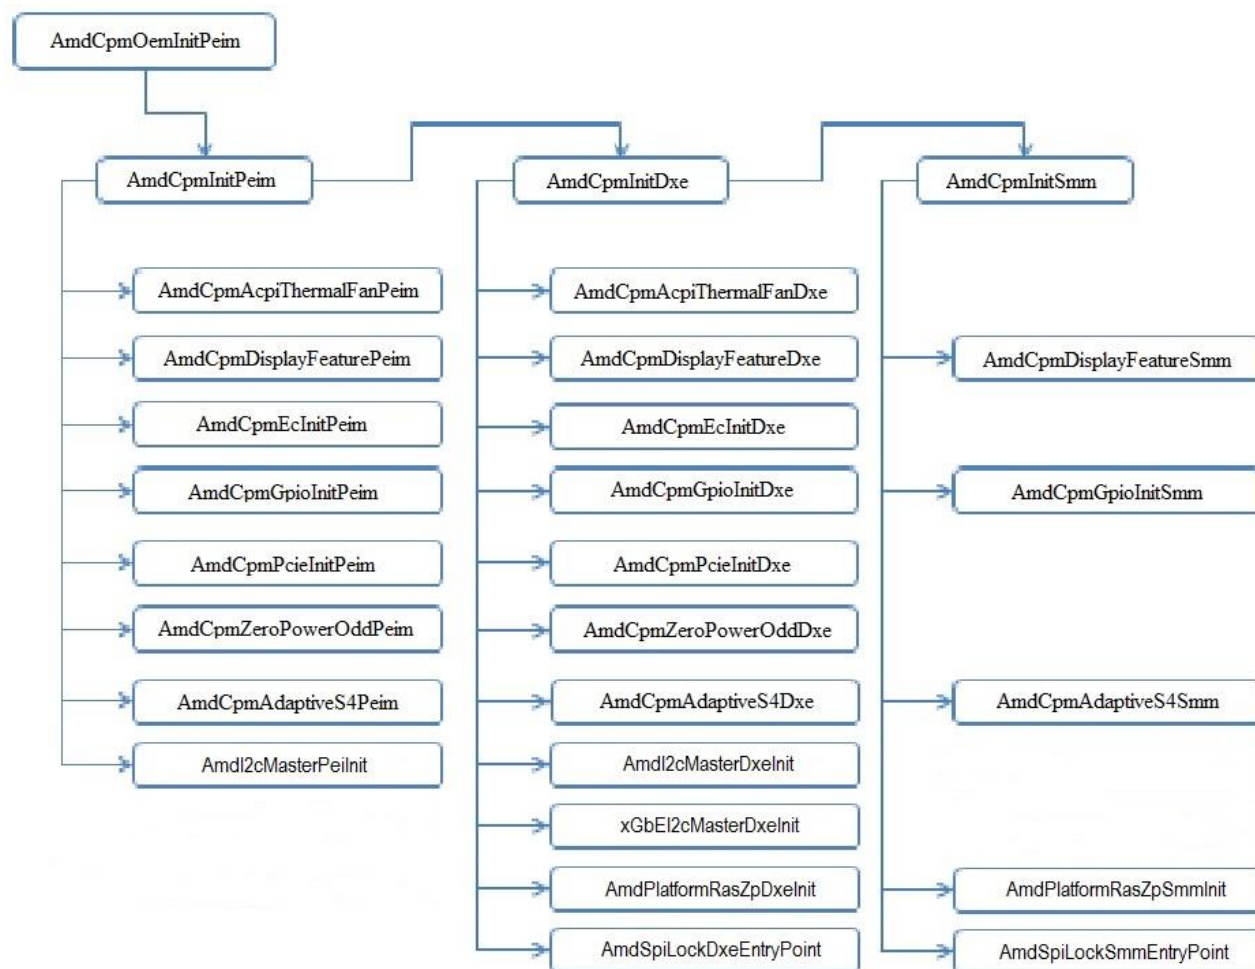 AmdCpmOemInitPeim
AmdCpmInitPeim
AmdCpmInitDxe
AmdCpmInitSmm
AmdCpmAcpiThermalFanPeim
AmdCpmAcpiThermalFanDxe
AmdCpmDisplayFeaturePeim
AmdCpmDisplayFeatureDxe
AmdCpmDisplayFeatureSmm
AmdCpmEcInitPeim
AmdCpmEcInitDxe
AmdCpmGpioInitPeim
AmdCpmGpioInitDxe
AmdCpmGpioInitSmm
AmdCpmPcieInitPeim
AmdCpmPcieInitDxe
AmdCpmZeroPowerOddPeim
AmdCpmZeroPowerOddDxe
AmdCpmAdaptiveS4Peim
AmdCpmAdaptiveS4Dxe
AmdCpmAdaptiveS4Smm
AmdI2cMasterPeiInit
AmdI2cMasterDxeInit
xGbEI2cMasterDxeInit
AmdPlatformRasZpDxeInit
AmdPlatformRasZpSmmInit
AmdSpiLockDxeEntryPoint
AmdSpiLockSmmEntryPoint